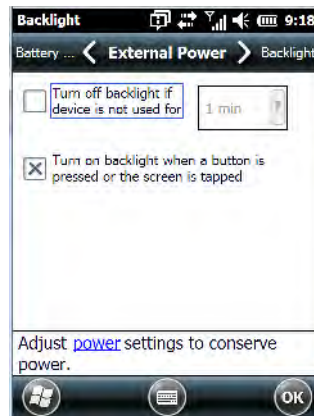 Backlight 9:18
Battery ... External Power Backlight
Turn off backlight if
device is not used for
1 min
Turn on backlight when a button is
pressed or the screen is tapped
Adjust power settings to conserve
power.
OK